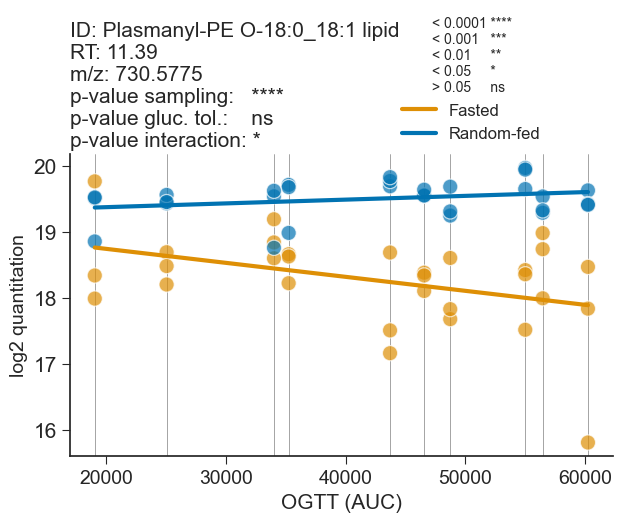 ID: Plasmanyl-PE O-18:0_18:1 lipid
RT: 11.39
m/z: 730.5775
p-value sampling: ****
p-value gluc. tol.: ns
p-value interaction: *
< 0.0001 ****
< 0.001 ***
< 0.01 **
< 0.05 *
> 0.05 ns
Fasted
Random-fed
20
19
18
17
16
log2 quantitation
20000 30000 40000 50000 60000
OGTT (AUC)